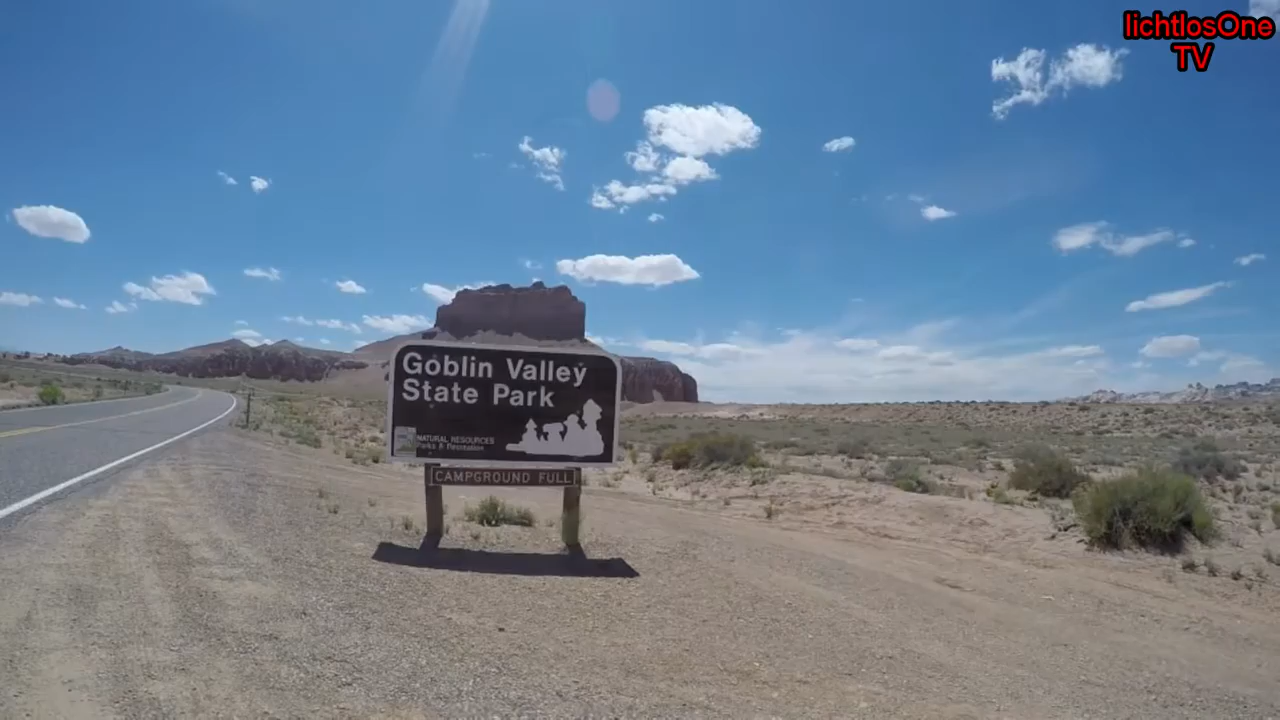 lichtlosOne
TV
Goblin Valley
State Park
NATURAL RESOURCES
Parks & Recreation
CAMPGROUND FULL